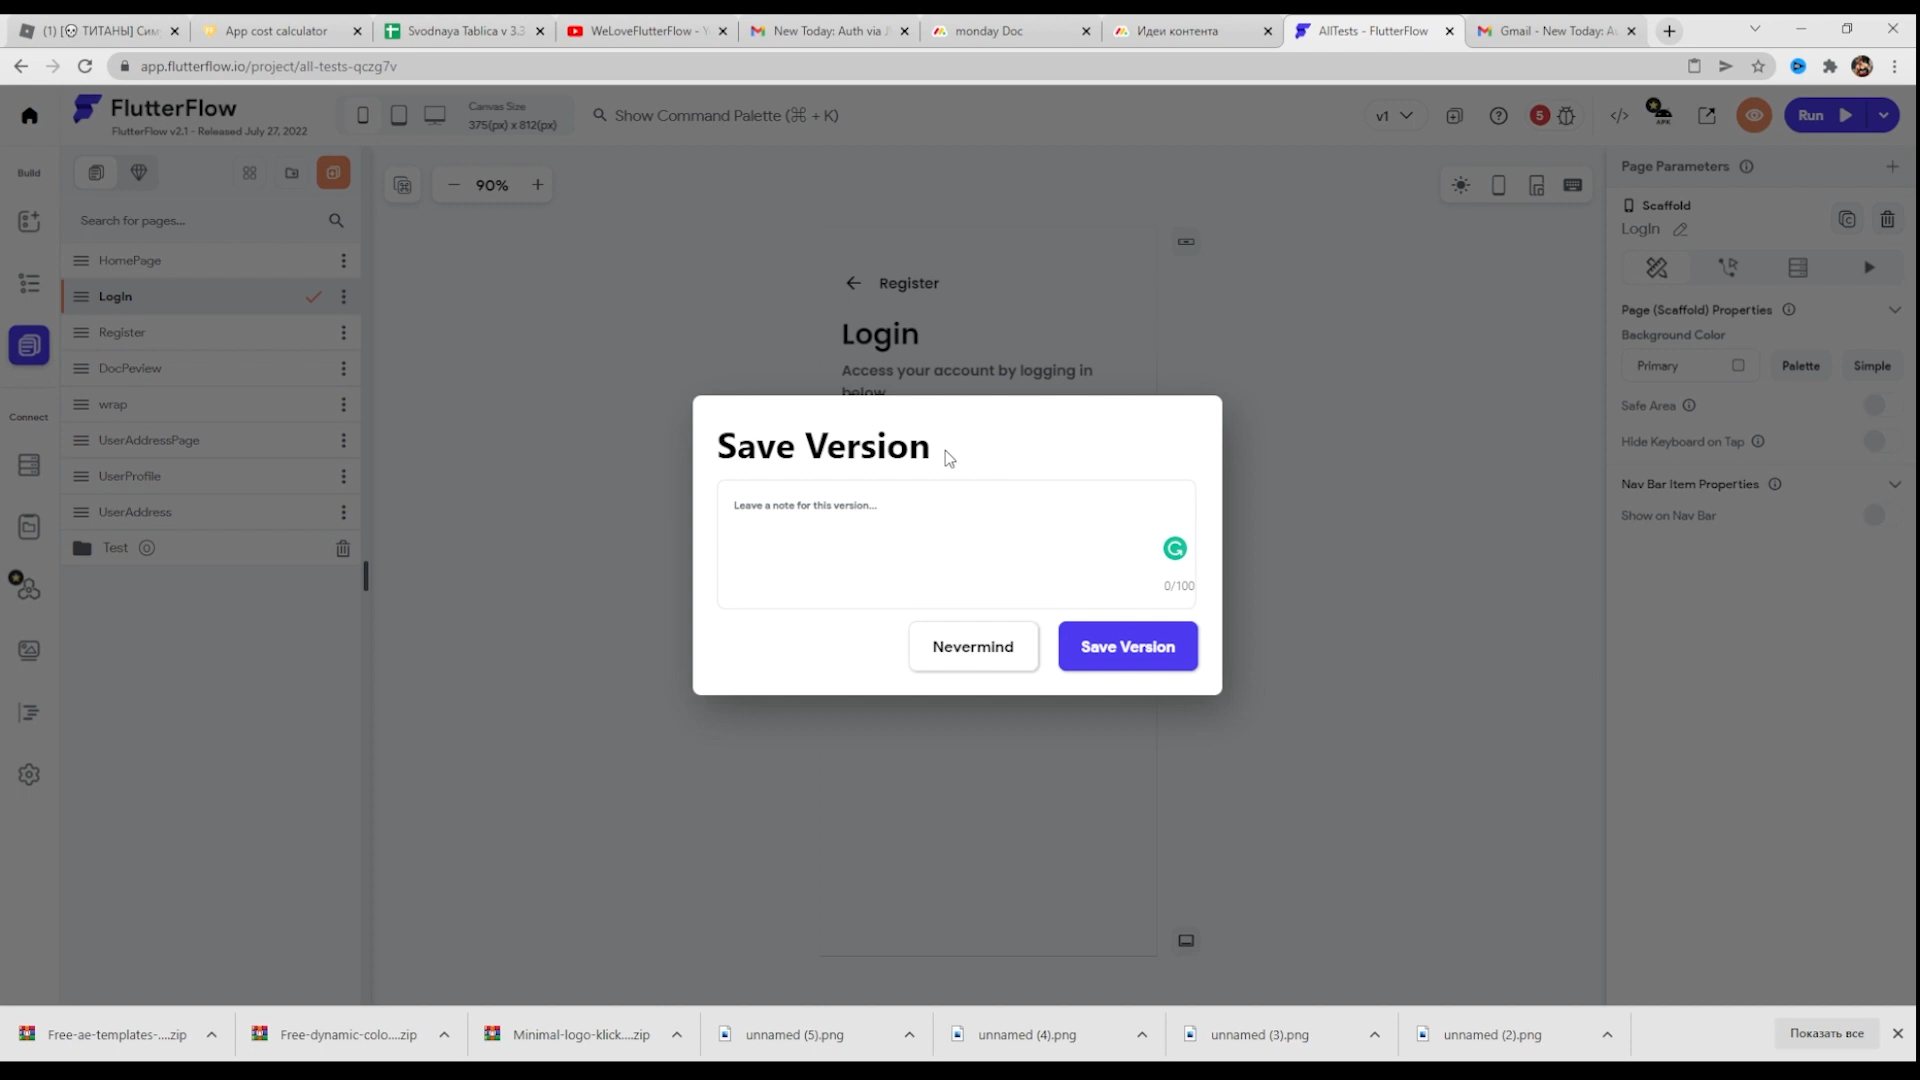 (1) [💀 ТИТАНЫ] Сим
App cost calculator
Svodnaya Tablica v 3.3
WeLoveFlutterFlow - Y
New Today: Auth via J
monday Doc
Идеи контента
AllTests - FlutterFlow
Gmail - New Today: Au
app.flutterflow.io/project/all-tests-qczg7v
FlutterFlow
FlutterFlow v2.1 - Released July 27, 2022
Canvas Size
375(px) x 812(px)
Show Command Palette (⌘ + K)
v1
5
APK
Run
Build
Search for pages...
90%
Page Parameters
Scaffold
LogIn
HomePage
LogIn
Register
DocPeview
wrap
UserAddressPage
UserProfile
UserAddress
Test 0
Connect
Register
Login
Access your account by logging in
below
Save Version
Leave a note for this version...
0/100
Nevermind
Save Version
Page (Scaffold) Properties
Background Color
Primary
Palette
Simple
Safe Area
Hide Keyboard on Tap
Nav Bar Item Properties
Show on Nav Bar
Free-ae-templates-....zip
Free-dynamic-colo....zip
Minimal-logo-klick....zip
unnamed (5).png
unnamed (4).png
unnamed (3).png
unnamed (2).png
Показать все